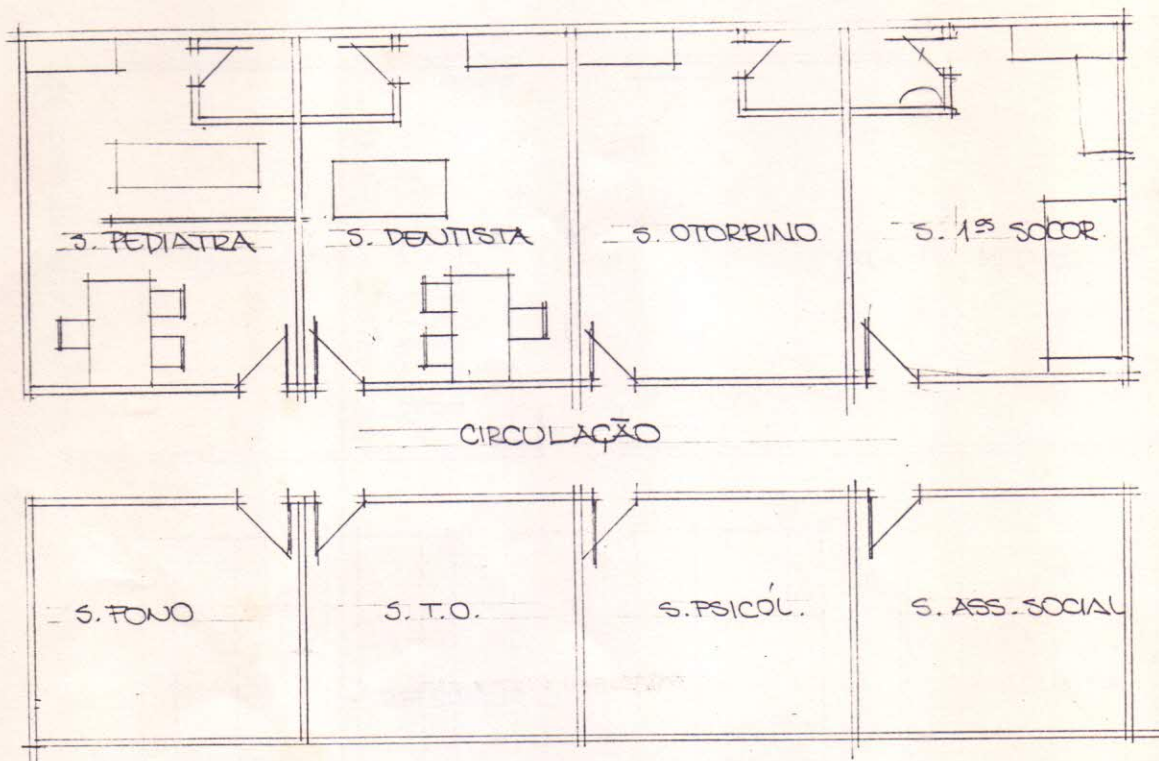 S. PEDIATRA
S. DENTISTA
S. OTORRINO
S. 1ºˢ SOCOR.
CIRCULAÇÃO
S. FONO
S. T.O.
S. PSICÓL.
S. ASS. SOCIAL